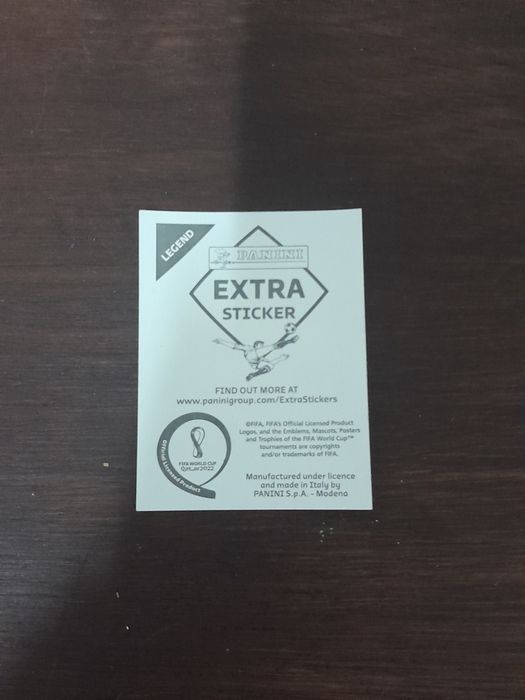 LEGEND
PANINI
EXTRA
STICKER
FIND OUT MORE AT
www.paninigroup.com/ExtraStickers
©FIFA, FIFA's Official Licensed Product
Logos, and the Emblems, Mascots, Posters
and Trophies of the FIFA World Cup™
tournaments are copyrights
and/or trademarks of FIFA.
FIFA WORLD CUP
Qatar2022
Official Licensed Product
Manufactured under licence
and made in Italy by
PANINI S.p.A. - Modena